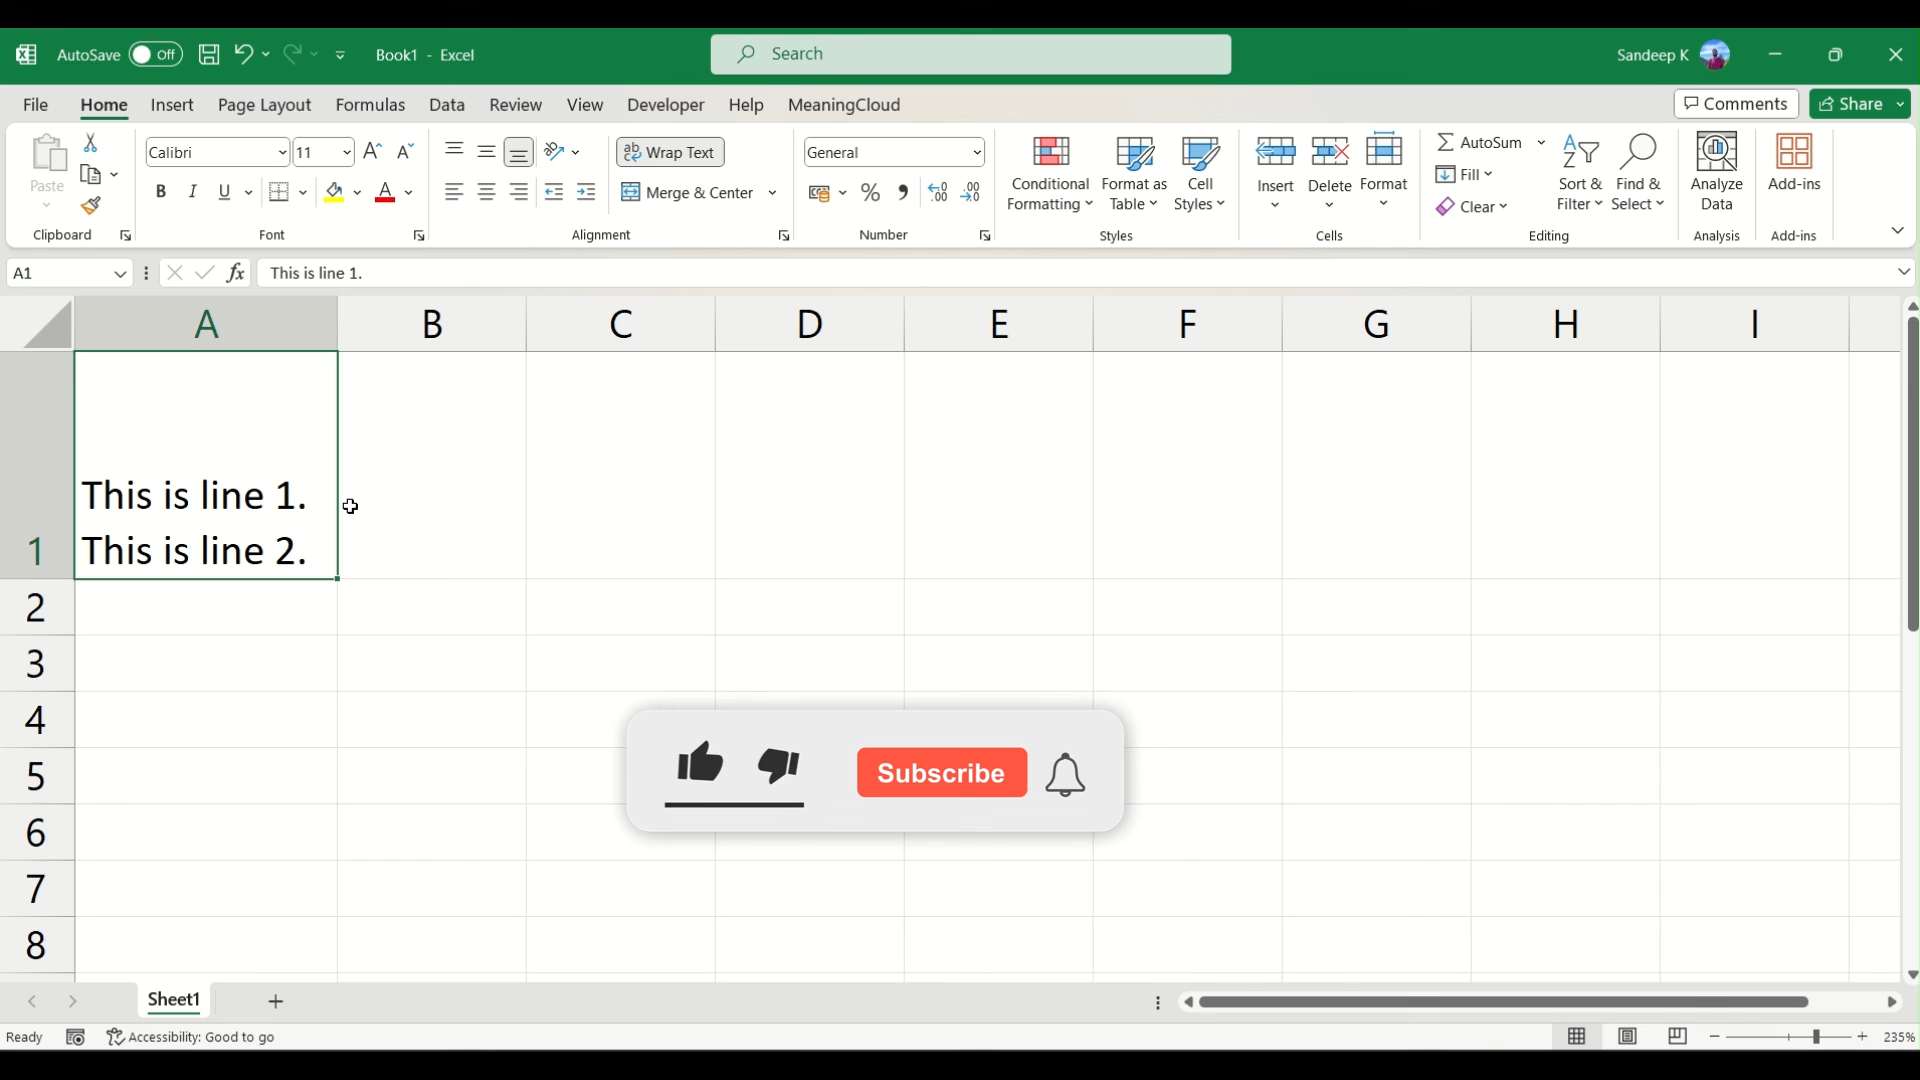 AutoSave Off Book1 - Excel Search Sandeep K
File Home Insert Page Layout Formulas Data Review View Developer Help MeaningCloud Comments Share
Paste Calibri 11 Wrap Text General Conditional Formatting Format as Table Cell Styles Insert Delete Format AutoSum Sort & Filter Find & Select Analyze Data Add-ins
B I U A Merge & Center % Fill
Clear
Clipboard Font Alignment Number Styles Cells Editing Analysis Add-ins
A1 fx This is line 1.
A B C D E F G H I
This is line 1.
1 This is line 2.
2
3
4
5 Subscribe
6
7
8
Sheet1
Ready Accessibility: Good to go 235%